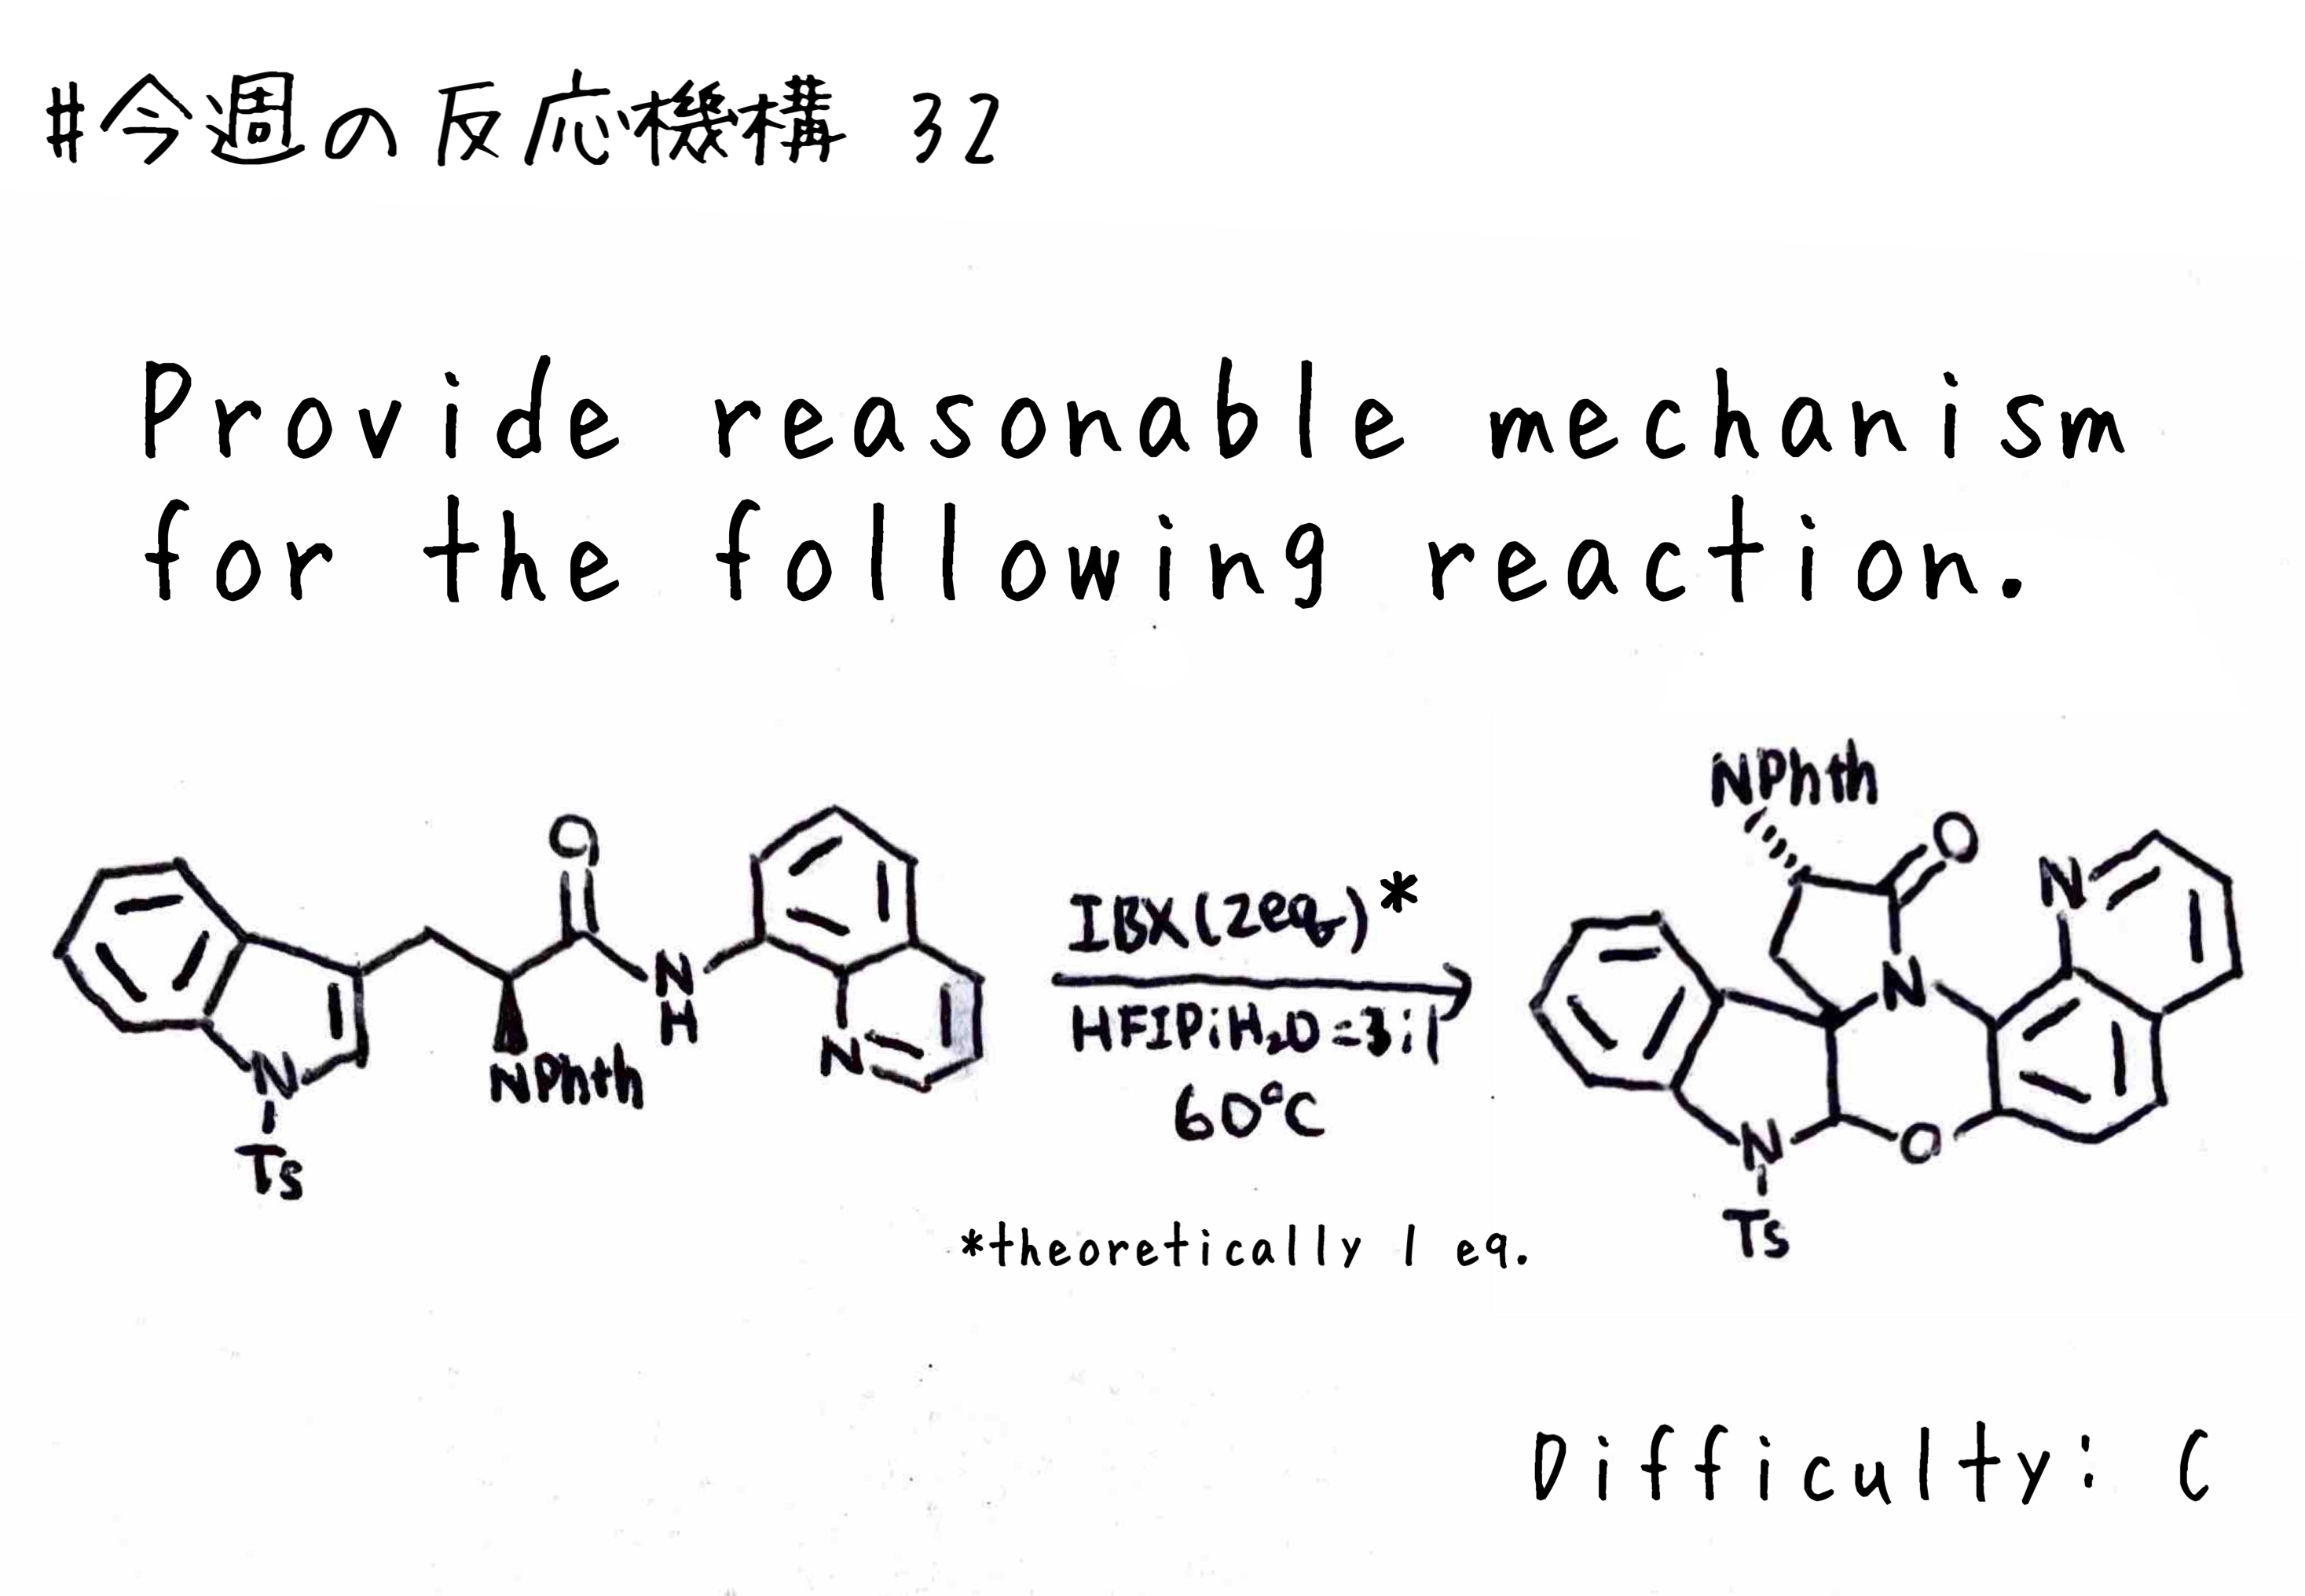 #今週の反応機構 32
Provide reasonable mechanism
for the following reaction.
NPhth
O
O
N
H
N
NPhth
N
Ts
IBX(2eq)*
HFIP:H₂O=3:1
60°C
N
N
N
O
Ts
*theoretically 1 eq.
Difficulty: C